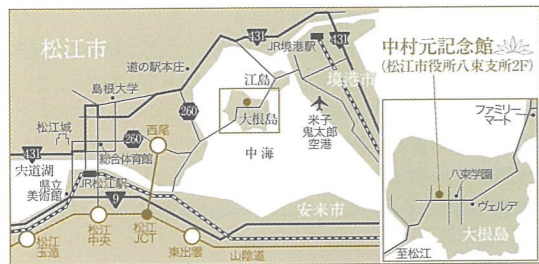 松江市
431
JR境港駅
431
道の駅本庄
江島
境港市
島根大学
260
大根島
松江城
260
西尾
米子
鬼太郎
空港
中海
431
宍道湖
総合体育館
県立
美術館
JR松江駅
9
安来市
松江
玉造
松江
中央
松江
JCT
東出雲
山陰道
中村元記念館
(松江市役所八束支所2F)
ファミリー
マート
八束学園
ヴェルデ
大根島
至松江